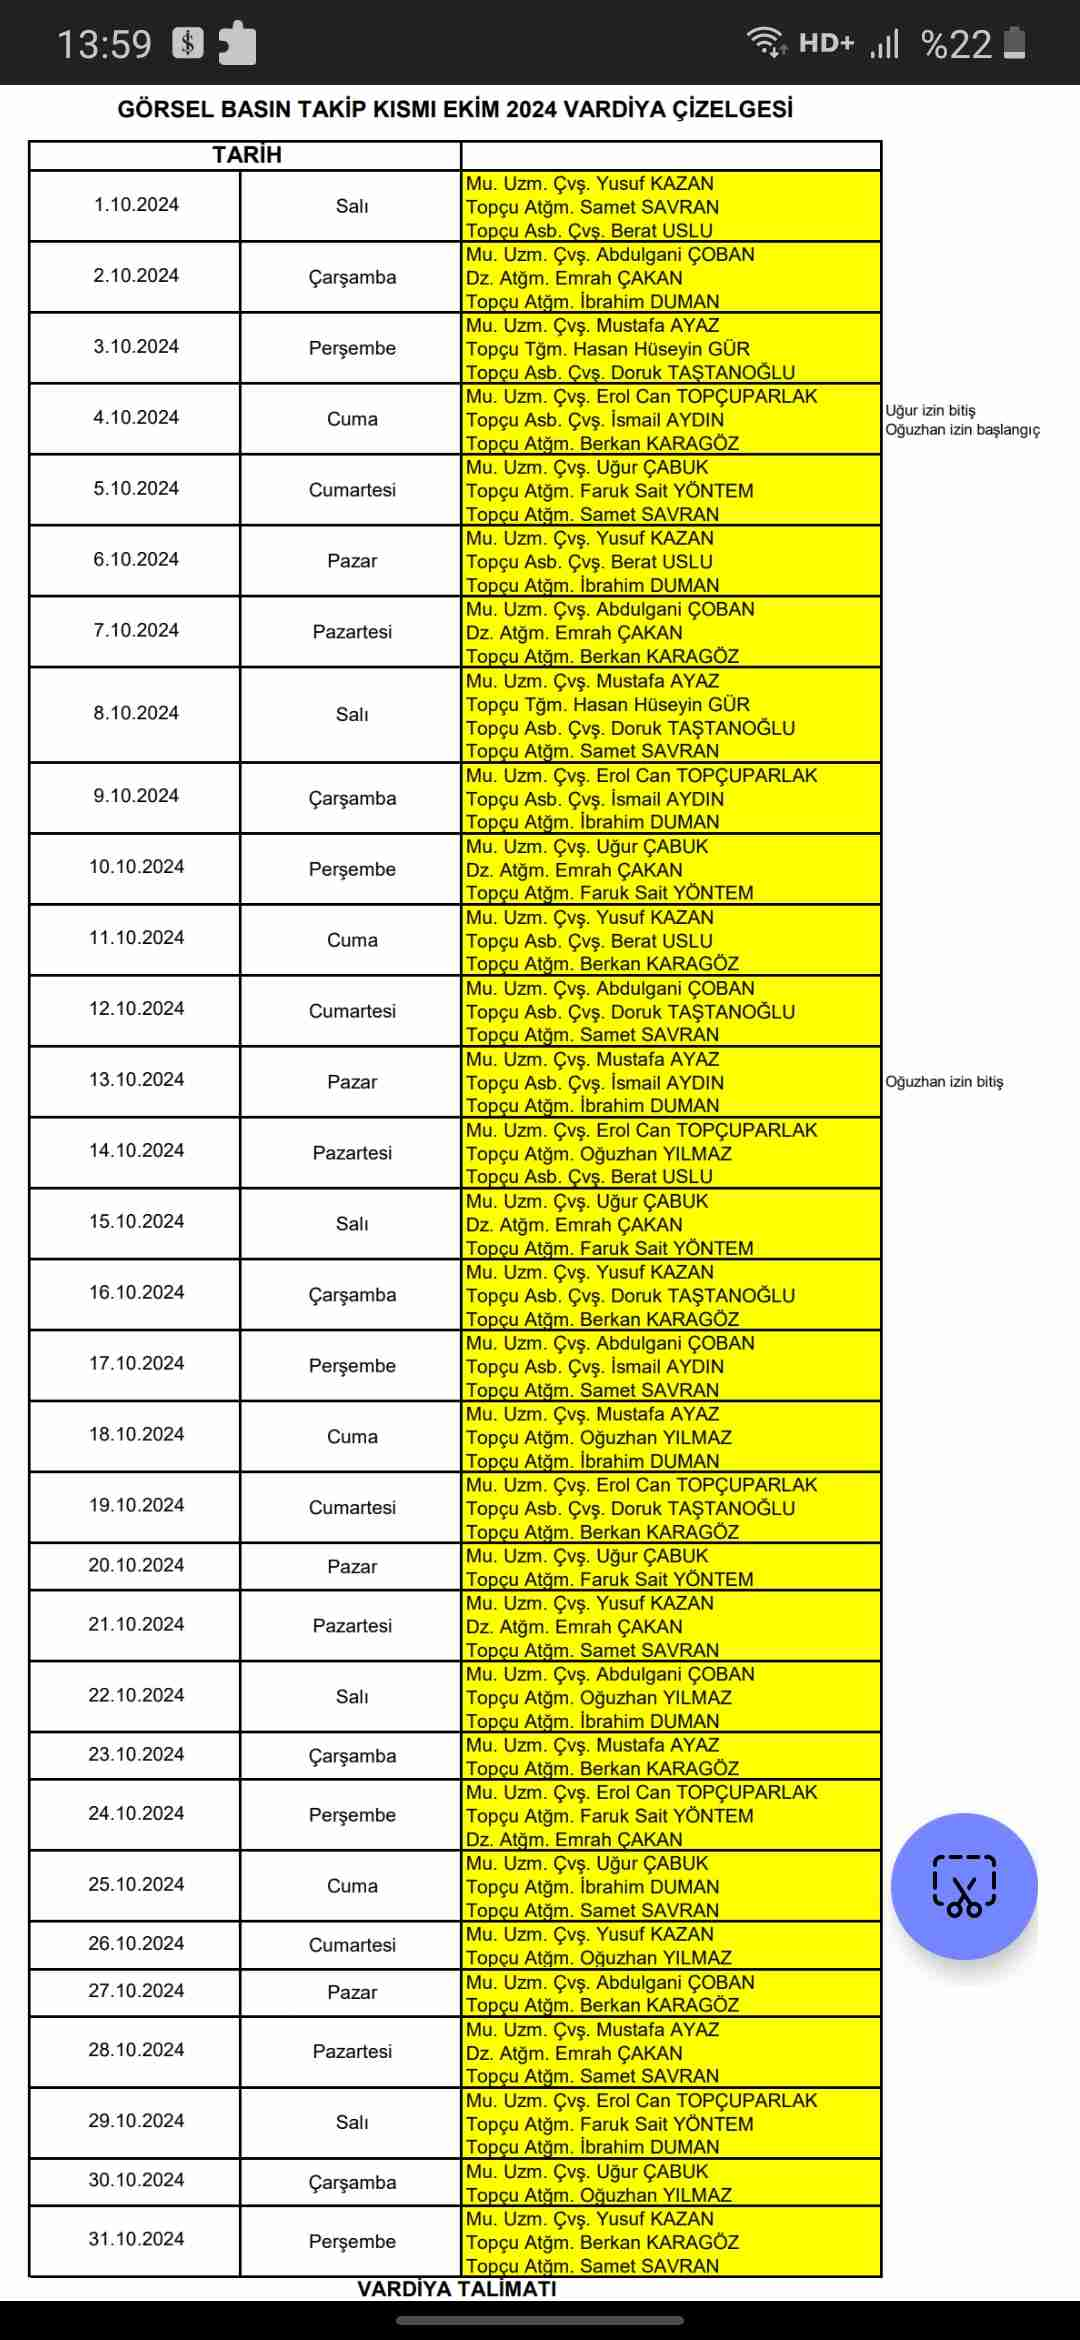 13:59 HD+ %22
GÖRSEL BASIN TAKİP KISMI EKİM 2024 VARDİYA ÇİZELGESİ
TARİH
1.10.2024 Salı
Mu. Uzm. Çvş. Yusuf KAZAN
Topçu Atğm. Samet SAVRAN
Topçu Asb. Çvş. Berat USLU
2.10.2024 Çarşamba
Mu. Uzm. Çvş. Abdulgani ÇOBAN
Dz. Atğm. Emrah ÇAKAN
Topçu Atğm. İbrahim DUMAN
3.10.2024 Perşembe
Mu. Uzm. Çvş. Mustafa AYAZ
Topçu Tğm. Hasan Hüseyin GÜR
Topçu Asb. Çvş. Doruk TAŞTANOĞLU
4.10.2024 Cuma
Mu. Uzm. Çvş. Erol Can TOPÇUPARLAK
Topçu Asb. Çvş. İsmail AYDIN
Topçu Atğm. Berkan KARAGÖZ
Uğur izin bitiş
Oğuzhan izin başlangıç
5.10.2024 Cumartesi
Mu. Uzm. Çvş. Uğur ÇABUK
Topçu Atğm. Faruk Sait YÖNTEM
Topçu Atğm. Samet SAVRAN
6.10.2024 Pazar
Mu. Uzm. Çvş. Yusuf KAZAN
Topçu Asb. Çvş. Berat USLU
Topçu Atğm. İbrahim DUMAN
7.10.2024 Pazartesi
Mu. Uzm. Çvş. Abdulgani ÇOBAN
Dz. Atğm. Emrah ÇAKAN
Topçu Atğm. Berkan KARAGÖZ
8.10.2024 Salı
Mu. Uzm. Çvş. Mustafa AYAZ
Topçu Tğm. Hasan Hüseyin GÜR
Topçu Asb. Çvş. Doruk TAŞTANOĞLU
Topçu Atğm. Samet SAVRAN
9.10.2024 Çarşamba
Mu. Uzm. Çvş. Erol Can TOPÇUPARLAK
Topçu Asb. Çvş. İsmail AYDIN
Topçu Atğm. İbrahim DUMAN
10.10.2024 Perşembe
Mu. Uzm. Çvş. Uğur ÇABUK
Dz. Atğm. Emrah ÇAKAN
Topçu Atğm. Faruk Sait YÖNTEM
11.10.2024 Cuma
Mu. Uzm. Çvş. Yusuf KAZAN
Topçu Asb. Çvş. Berat USLU
Topçu Atğm. Berkan KARAGÖZ
12.10.2024 Cumartesi
Mu. Uzm. Çvş. Abdulgani ÇOBAN
Topçu Asb. Çvş. Doruk TAŞTANOĞLU
Topçu Atğm. Samet SAVRAN
13.10.2024 Pazar
Mu. Uzm. Çvş. Mustafa AYAZ
Topçu Asb. Çvş. İsmail AYDIN
Topçu Atğm. İbrahim DUMAN
Oğuzhan izin bitiş
14.10.2024 Pazartesi
Mu. Uzm. Çvş. Erol Can TOPÇUPARLAK
Topçu Atğm. Oğuzhan YILMAZ
Topçu Asb. Çvş. Berat USLU
15.10.2024 Salı
Mu. Uzm. Çvş. Uğur ÇABUK
Dz. Atğm. Emrah ÇAKAN
Topçu Atğm. Faruk Sait YÖNTEM
16.10.2024 Çarşamba
Mu. Uzm. Çvş. Yusuf KAZAN
Topçu Asb. Çvş. Doruk TAŞTANOĞLU
Topçu Atğm. Berkan KARAGÖZ
17.10.2024 Perşembe
Mu. Uzm. Çvş. Abdulgani ÇOBAN
Topçu Asb. Çvş. İsmail AYDIN
Topçu Atğm. Samet SAVRAN
18.10.2024 Cuma
Mu. Uzm. Çvş. Mustafa AYAZ
Topçu Atğm. Oğuzhan YILMAZ
Topçu Atğm. İbrahim DUMAN
19.10.2024 Cumartesi
Mu. Uzm. Çvş. Erol Can TOPÇUPARLAK
Topçu Asb. Çvş. Doruk TAŞTANOĞLU
Topçu Atğm. Berkan KARAGÖZ
20.10.2024 Pazar
Mu. Uzm. Çvş. Uğur ÇABUK
Topçu Atğm. Faruk Sait YÖNTEM
21.10.2024 Pazartesi
Mu. Uzm. Çvş. Yusuf KAZAN
Dz. Atğm. Emrah ÇAKAN
Topçu Atğm. Samet SAVRAN
22.10.2024 Salı
Mu. Uzm. Çvş. Abdulgani ÇOBAN
Topçu Atğm. Oğuzhan YILMAZ
Topçu Atğm. İbrahim DUMAN
23.10.2024 Çarşamba
Mu. Uzm. Çvş. Mustafa AYAZ
Topçu Atğm. Berkan KARAGÖZ
24.10.2024 Perşembe
Mu. Uzm. Çvş. Erol Can TOPÇUPARLAK
Topçu Atğm. Faruk Sait YÖNTEM
Dz. Atğm. Emrah ÇAKAN
25.10.2024 Cuma
Mu. Uzm. Çvş. Uğur ÇABUK
Topçu Atğm. İbrahim DUMAN
Topçu Atğm. Samet SAVRAN
26.10.2024 Cumartesi
Mu. Uzm. Çvş. Yusuf KAZAN
Topçu Atğm. Oğuzhan YILMAZ
27.10.2024 Pazar
Mu. Uzm. Çvş. Abdulgani ÇOBAN
Topçu Atğm. Berkan KARAGÖZ
28.10.2024 Pazartesi
Mu. Uzm. Çvş. Mustafa AYAZ
Dz. Atğm. Emrah ÇAKAN
Topçu Atğm. Samet SAVRAN
29.10.2024 Salı
Mu. Uzm. Çvş. Erol Can TOPÇUPARLAK
Topçu Atğm. Faruk Sait YÖNTEM
Topçu Atğm. İbrahim DUMAN
30.10.2024 Çarşamba
Mu. Uzm. Çvş. Uğur ÇABUK
Topçu Atğm. Oğuzhan YILMAZ
31.10.2024 Perşembe
Mu. Uzm. Çvş. Yusuf KAZAN
Topçu Atğm. Berkan KARAGÖZ
Topçu Atğm. Samet SAVRAN
VARDİYA TALİMATI